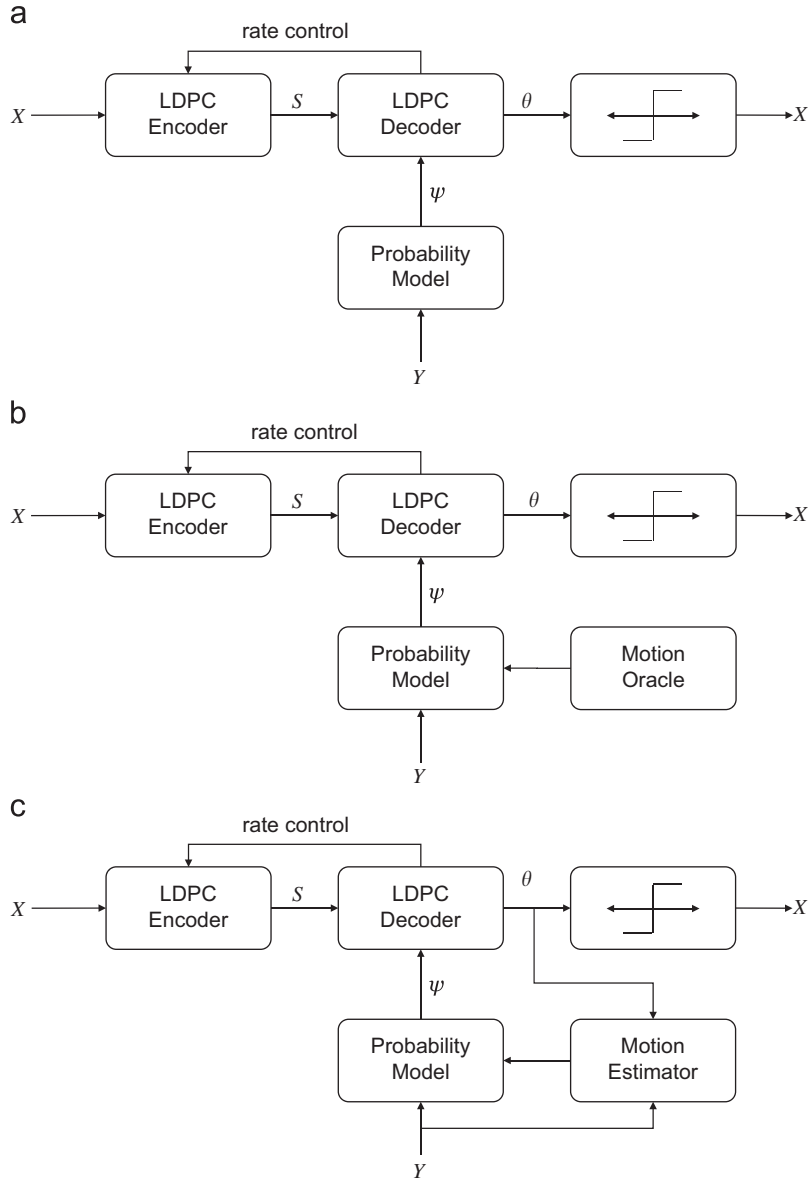 a
rate control
X
LDPC
Encoder
S
LDPC
Decoder
θ
X
ψ
Probability
Model
Y
b
rate control
X
LDPC
Encoder
S
LDPC
Decoder
θ
X
ψ
Probability
Model
Motion
Oracle
Y
c
rate control
X
LDPC
Encoder
S
LDPC
Decoder
θ
X
ψ
Probability
Model
Motion
Estimator
Y